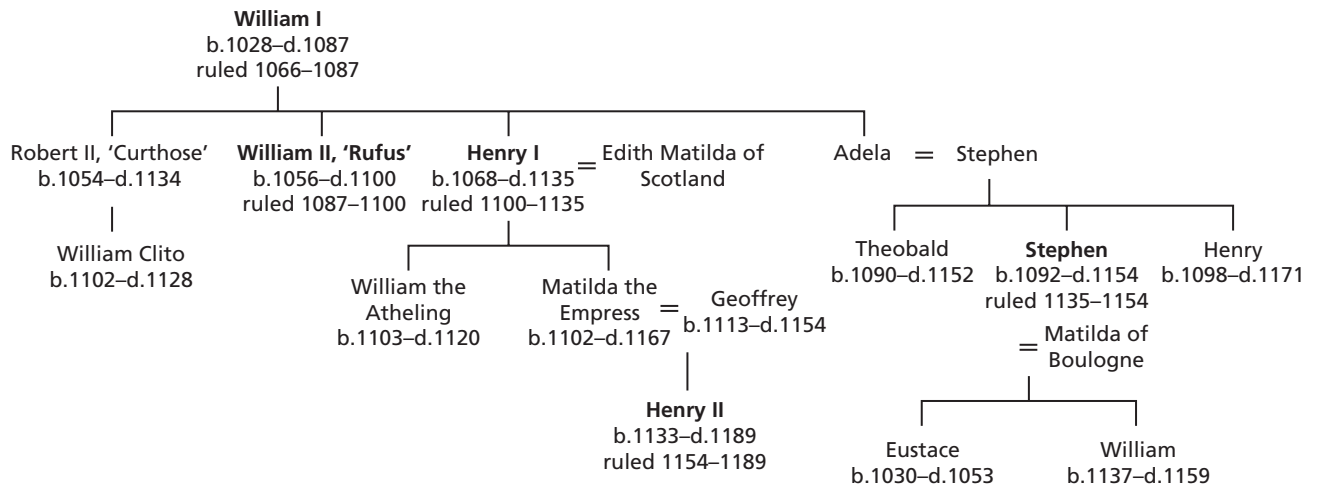 William I
b.1028–d.1087
ruled 1066–1087
Robert II, ‘Curthose’
b.1054–d.1134
William II, ‘Rufus’
b.1056–d.1100
ruled 1087–1100
Henry I
b.1068–d.1135
ruled 1100–1135
=
Edith Matilda of
Scotland
Adela = Stephen
William Clito
b.1102–d.1128
William the
Atheling
b.1103–d.1120
Matilda the
Empress
b.1102–d.1167
=
Geoffrey
b.1113–d.1154
Theobald
b.1090–d.1152
Stephen
b.1092–d.1154
ruled 1135–1154
Henry
b.1098–d.1171
=
Matilda of
Boulogne
Henry II
b.1133–d.1189
ruled 1154–1189
Eustace
b.1030–d.1053
William
b.1137–d.1159